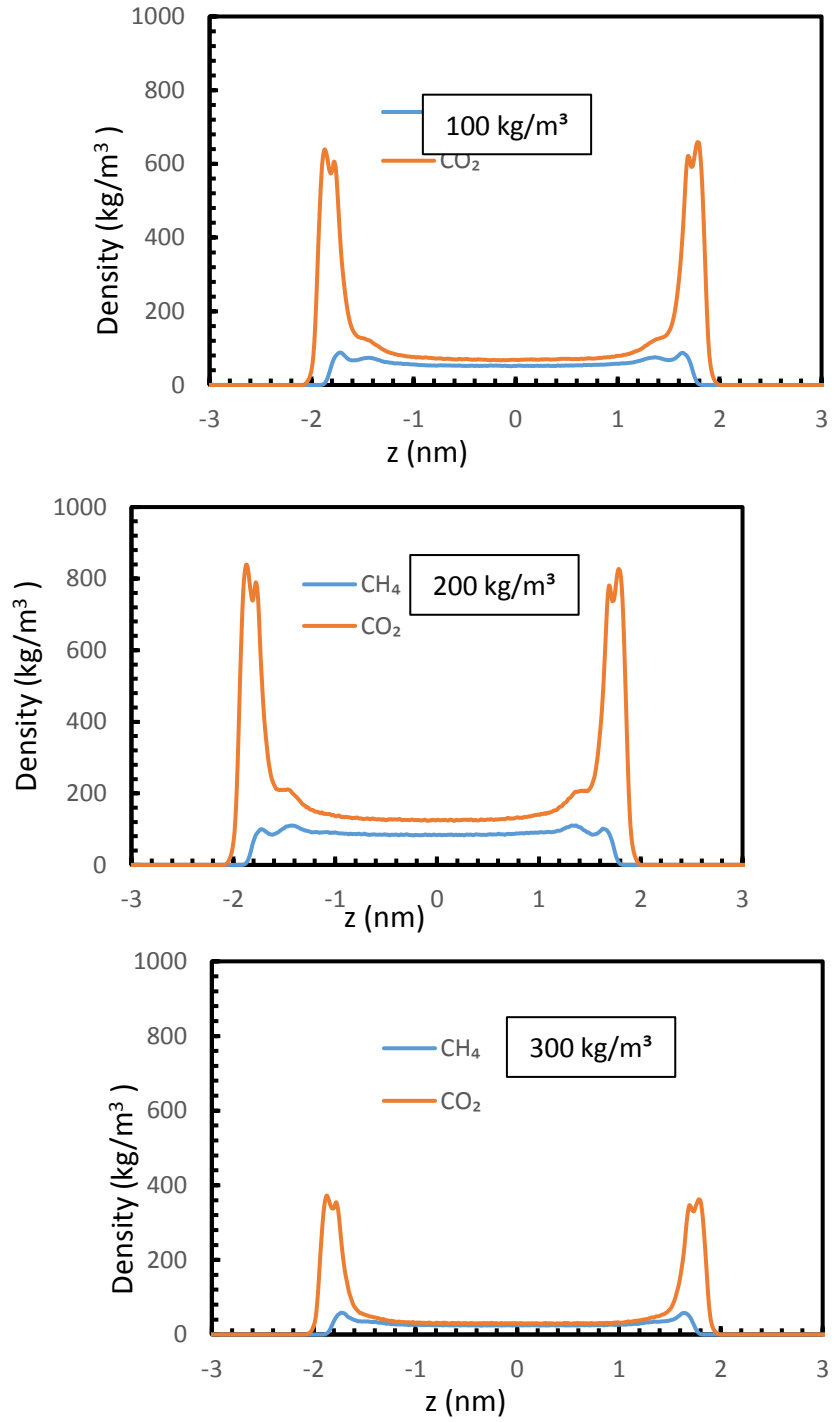 1000
800
600
400
200
0
Density (kg/m³ )
100 kg/m³
CO₂
-3 -2 -1 0 1 2 3
z (nm)
1000
800
600
400
200
0
Density (kg/m³ )
CH₄
200 kg/m³
CO₂
-3 -2 -1 0 1 2 3
z (nm)
1000
800
600
400
200
0
Density (kg/m³ )
CH₄
300 kg/m³
CO₂
-3 -2 -1 0 1 2 3
z (nm)